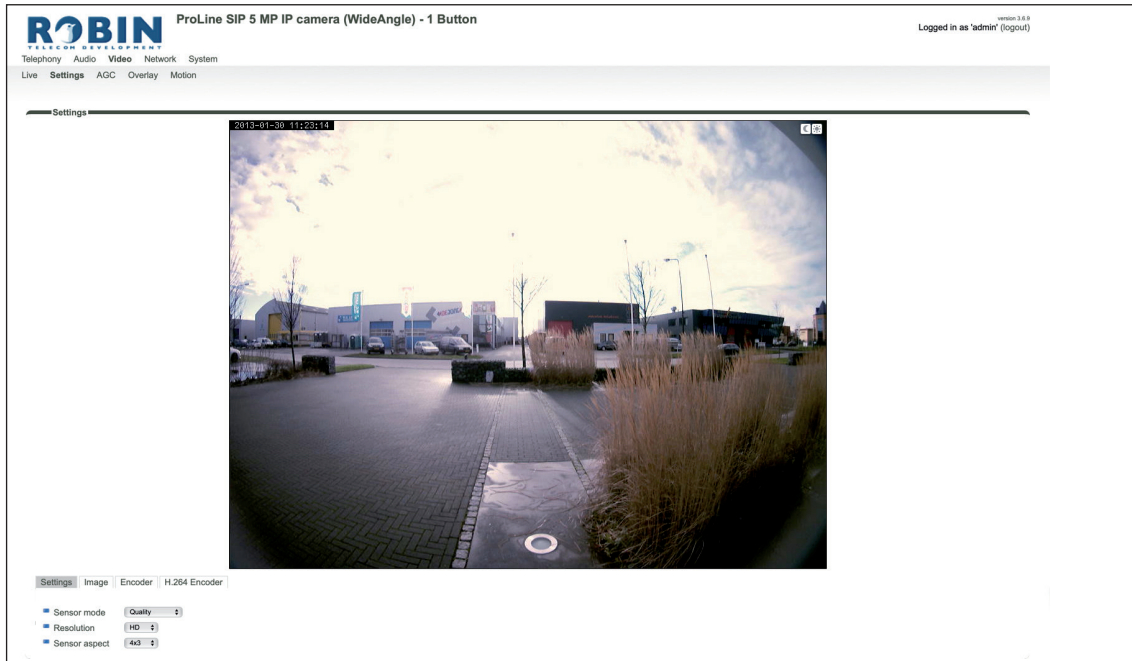 ROBIN
TELECOM DEVELOPMENT
ProLine SIP 5 MP IP camera (WideAngle) - 1 Button
version 3.6.9
Logged in as 'admin' (logout)
Telephony Audio Video Network System
Live Settings AGC Overlay Motion
Settings
2013-01-30 11:23:14
Settings Image Encoder H.264 Encoder
Sensor mode Quality
Resolution HD
Sensor aspect 4x3